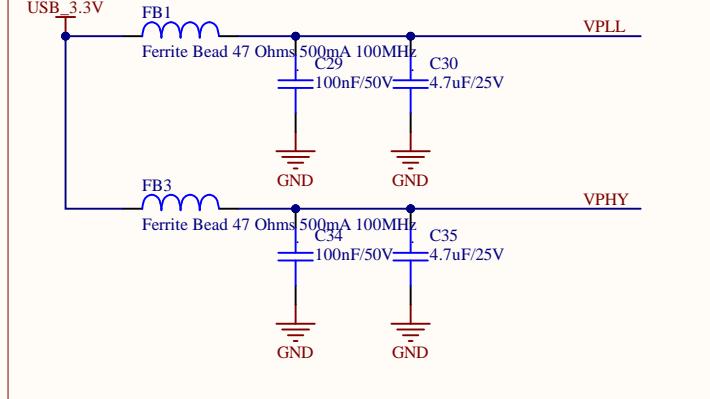 USB_3.3V
FB1
VPLL
Ferrite Bead 47 Ohms 500mA 100MHz
C29
C30
100nF/50V
4.7uF/25V
GND
GND
FB3
VPHY
Ferrite Bead 47 Ohms 500mA 100MHz
C34
C35
100nF/50V
4.7uF/25V
GND
GND